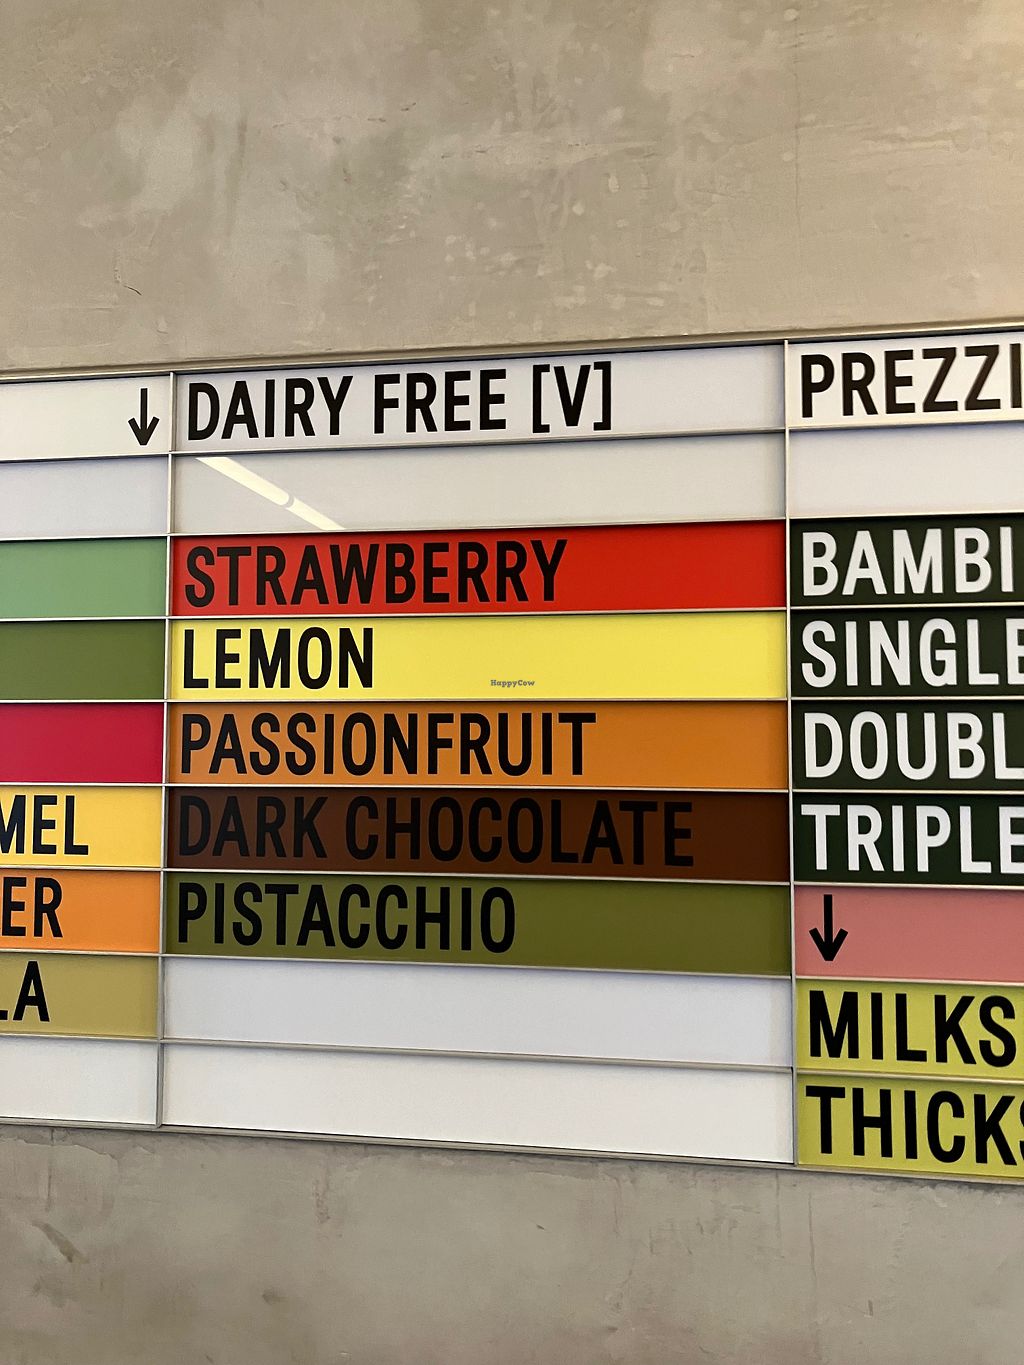 ↓
DAIRY FREE [V]
STRAWBERRY
LEMON
PASSIONFRUIT
DARK CHOCOLATE
PISTACCHIO
MEL
ER
LA
PREZZI
BAMBI
SINGLE
DOUBL
TRIPLE
↓
MILKS
THICKS
HappyCow